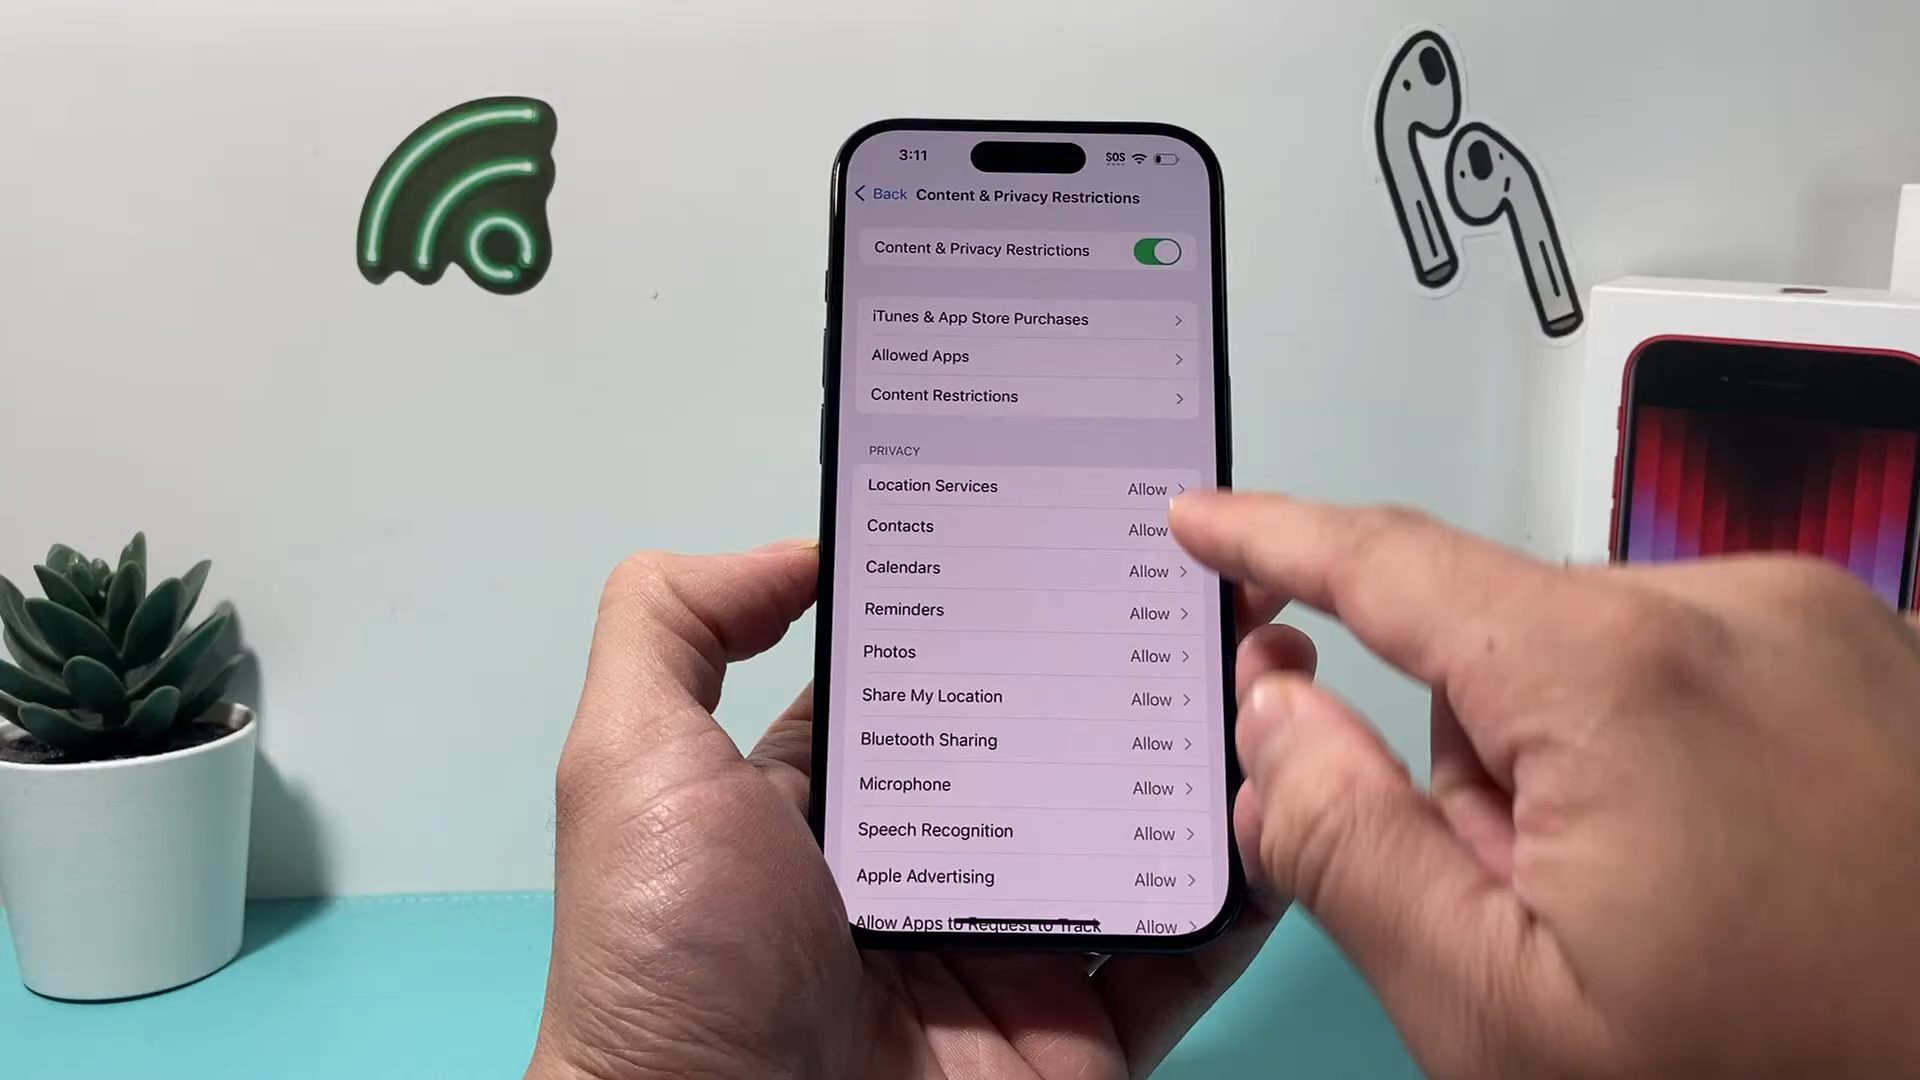 3:11 SOS
Back Content & Privacy Restrictions
Content & Privacy Restrictions
iTunes & App Store Purchases
Allowed Apps
Content Restrictions
PRIVACY
Location Services Allow
Contacts Allow
Calendars Allow
Reminders Allow
Photos Allow
Share My Location Allow
Bluetooth Sharing Allow
Microphone Allow
Speech Recognition Allow
Apple Advertising Allow
Allow Apps to Request to Track Allow